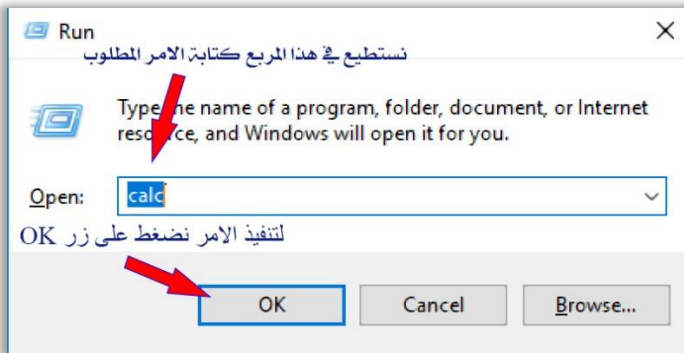 Run
نستطيع في هذا المربع كتابة الامر المطلوب
Type the name of a program, folder, document, or Internet
resource, and Windows will open it for you.
Open: calc
لتنفيذ الامر نضغط على زر OK
OK Cancel Browse...